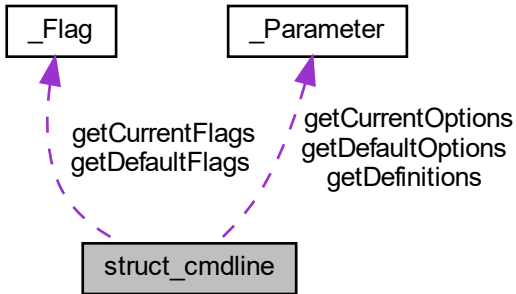 _Flag
_Parameter
getCurrentFlags
getDefaultFlags
getCurrentOptions
getDefaultOptions
getDefinitions
struct_cmdline